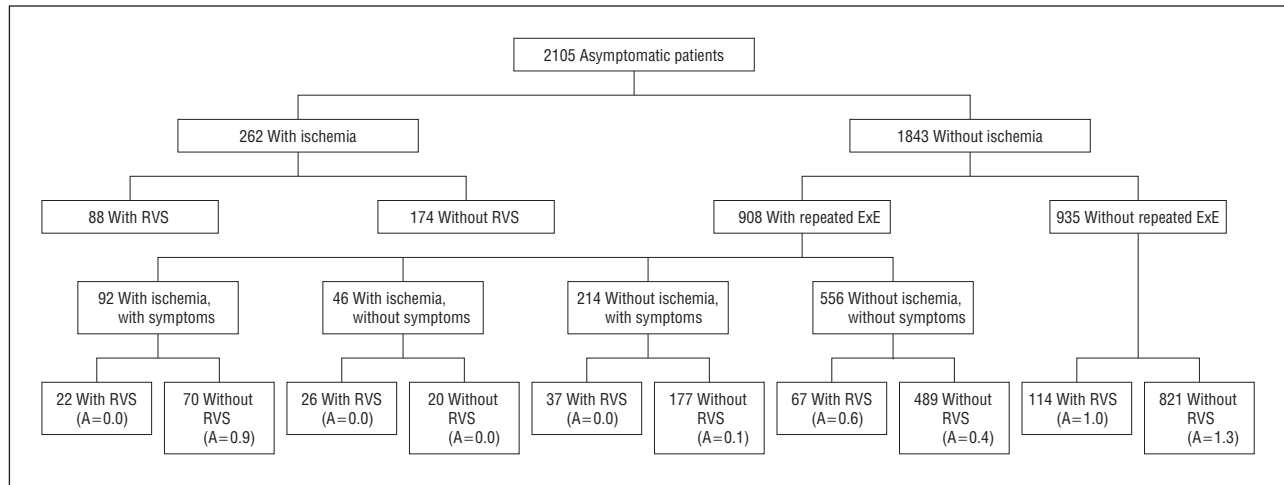 2105 Asymptomatic patients
262 With ischemia
1843 Without ischemia
88 With RVS
174 Without RVS
908 With repeated ExE
935 Without repeated ExE
92 With ischemia,
with symptoms
46 With ischemia,
without symptoms
214 Without ischemia,
with symptoms
556 Without ischemia,
without symptoms
22 With RVS
(A=0.0)
70 Without
RVS
(A=0.9)
26 With RVS
(A=0.0)
20 Without
RVS
(A=0.0)
37 With RVS
(A=0.0)
177 Without
RVS
(A=0.1)
67 With RVS
(A=0.6)
489 Without
RVS
(A=0.4)
114 With RVS
(A=1.0)
821 Without
RVS
(A=1.3)